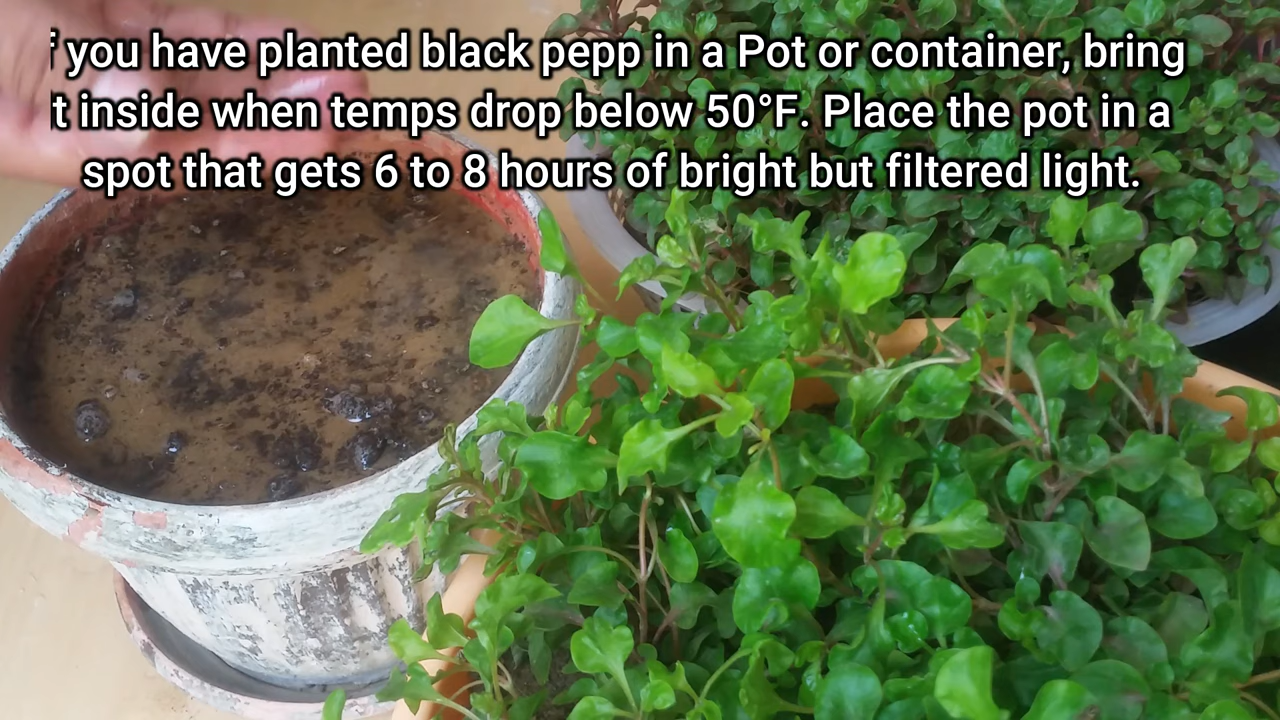 f you have planted black pepp in a Pot or container, bring
t inside when temps drop below 50°F. Place the pot in a
spot that gets 6 to 8 hours of bright but filtered light.